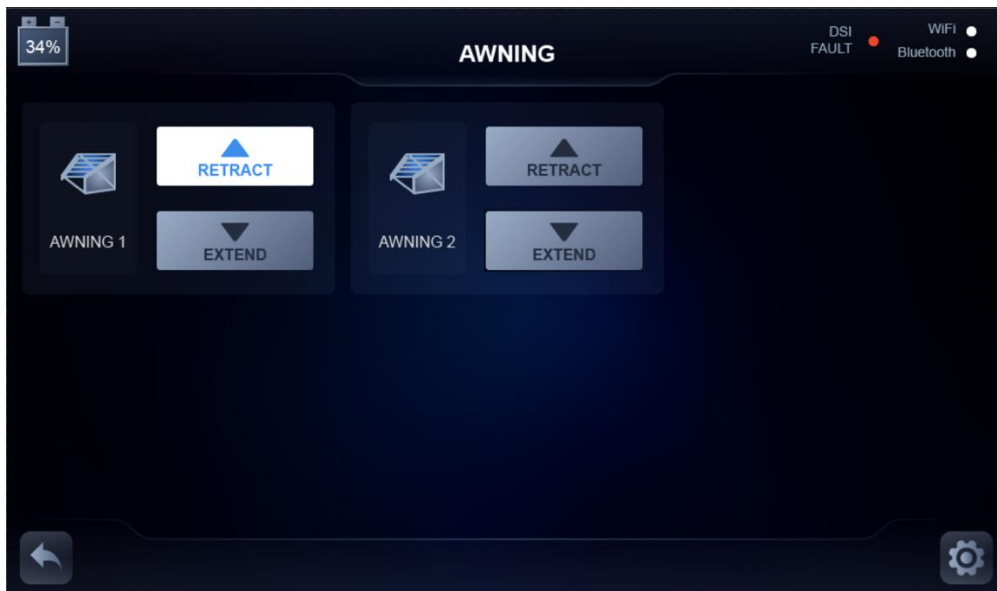 + -
34%
AWNING
DSI
FAULT
WiFi
Bluetooth
AWNING 1
RETRACT
EXTEND
AWNING 2
RETRACT
EXTEND